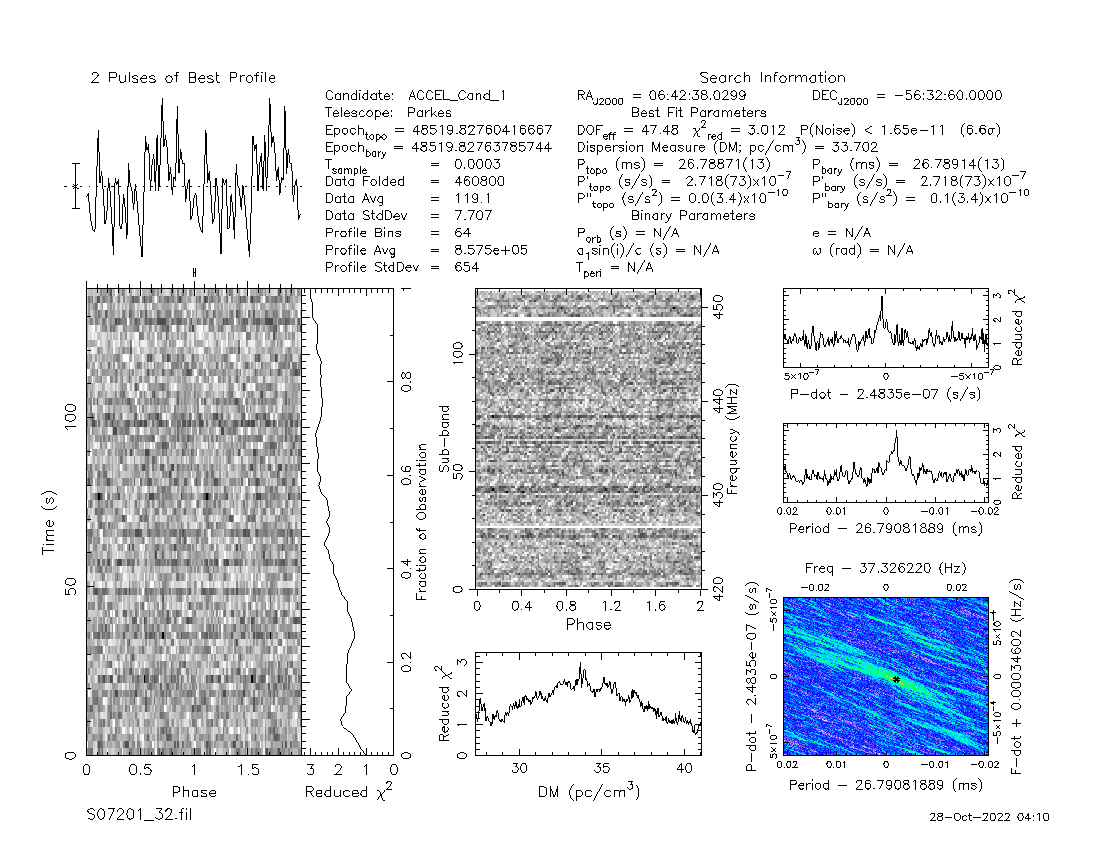 2 Pulses of Best Profile
Search Information
Candidate: ACCEL_Cand_1
RA_J2000 = 06:42:38.0299 DEC_J2000 = −56:32:60.0000
Telescope: Parkes
Best Fit Parameters
Epoch_topo = 48519.82760416667
DOF_eff = 47.48 χ²_red = 3.012 P(Noise) < 1.65e−11 (6.6σ)
Epoch_bary = 48519.82763785744
Dispersion Measure (DM; pc/cm³) = 33.702
T_sample = 0.0003
P_topo (ms) = 26.78871(13) P_bary (ms) = 26.78914(13)
Data Folded = 460800
P'_topo (s/s) = 2.718(73)x10⁻⁷ P'_bary (s/s) = 2.718(73)x10⁻⁷
Data Avg = 119.1
P''_topo (s/s²) = 0.0(3.4)x10⁻¹⁰ P''_bary (s/s²) = 0.1(3.4)x10⁻¹⁰
Data StdDev = 7.707
Binary Parameters
Profile Bins = 64
P_orb (s) = N/A e = N/A
Profile Avg = 8.575e+05
a₁sin(i)/c (s) = N/A ω (rad) = N/A
Profile StdDev = 654
T_peri = N/A
Time (s)
0 50 100
0 0.5 1 1.5
Phase
3 2 1 0
Reduced χ²
0.2 0.4 0.6 0.8
Fraction of Observation
Sub−band
0 50 100
0 0.4 0.8 1.2 1.6 2
Phase
420 430 440 450
Frequency (MHz)
Reduced χ²
0 1 2 3
30 35 40
DM (pc/cm³)
0 1 2 3
Reduced χ²
5×10⁻⁷ 0 −5×10⁻⁷
P−dot − 2.4835e−07 (s/s)
0 1 2 3
Reduced χ²
0.02 0.01 0 −0.01 −0.02
Period − 26.79081889 (ms)
Freq − 37.326220 (Hz)
−0.02 0 0.02
P−dot − 2.4835e−07 (s/s)
5×10⁻⁷ 0 −5×10⁻⁷
−5×10⁻⁴ 0 5×10⁻⁴
F−dot + 0.00034602 (Hz/s)
0.02 0.01 0 −0.01 −0.02
Period − 26.79081889 (ms)
S07201_32.fil
28−Oct−2022 04:10